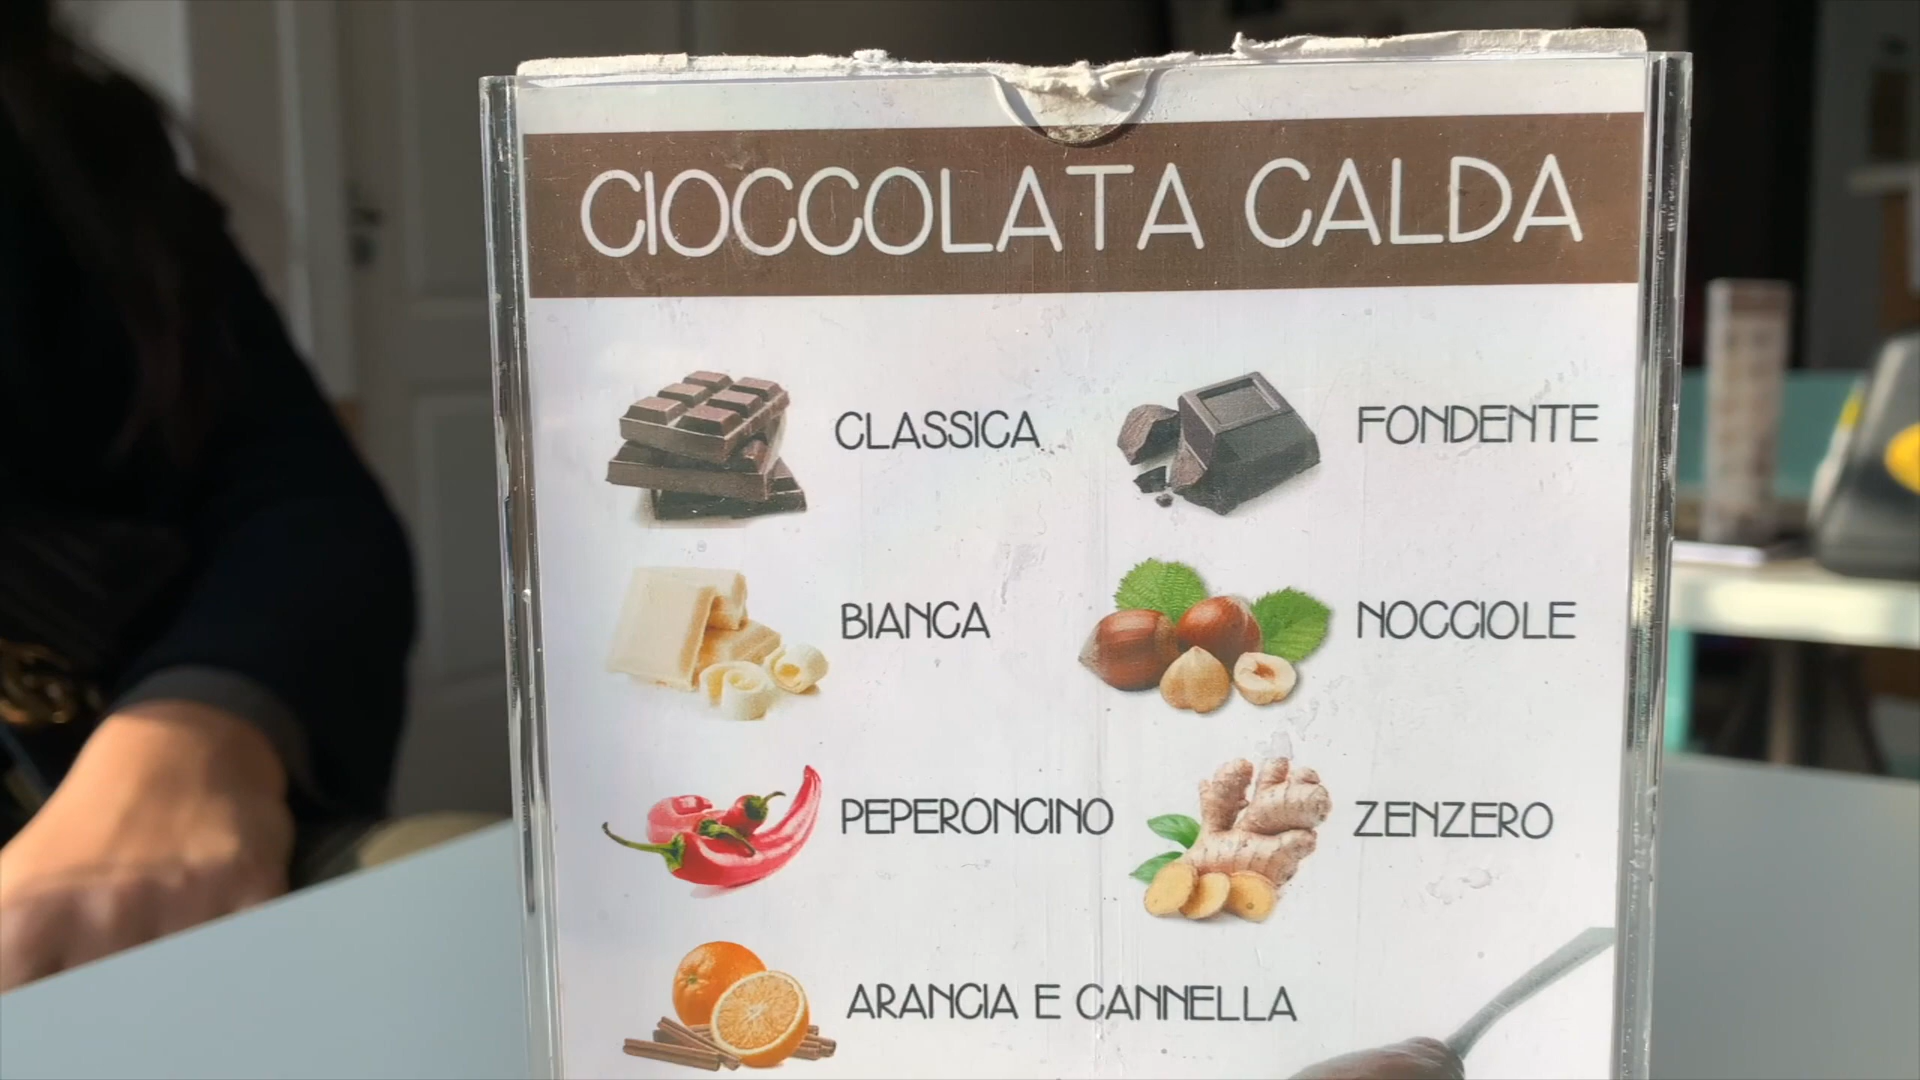 CIOCCOLATA CALDA
CLASSICA
FONDENTE
BIANCA
NOCCIOLE
PEPERONCINO
ZENZERO
ARANCIA E CANNELLA